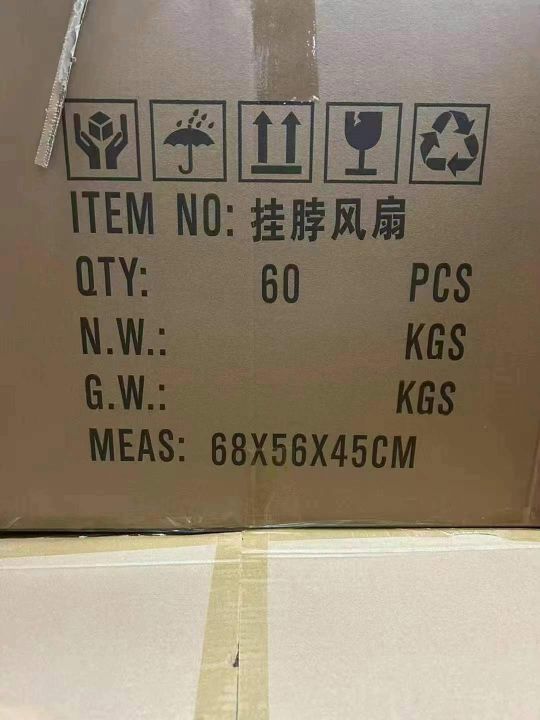 ITEM NO: 挂脖风扇
QTY: 60 PCS
N.W.: KGS
G.W.: KGS
MEAS: 68X56X45CM